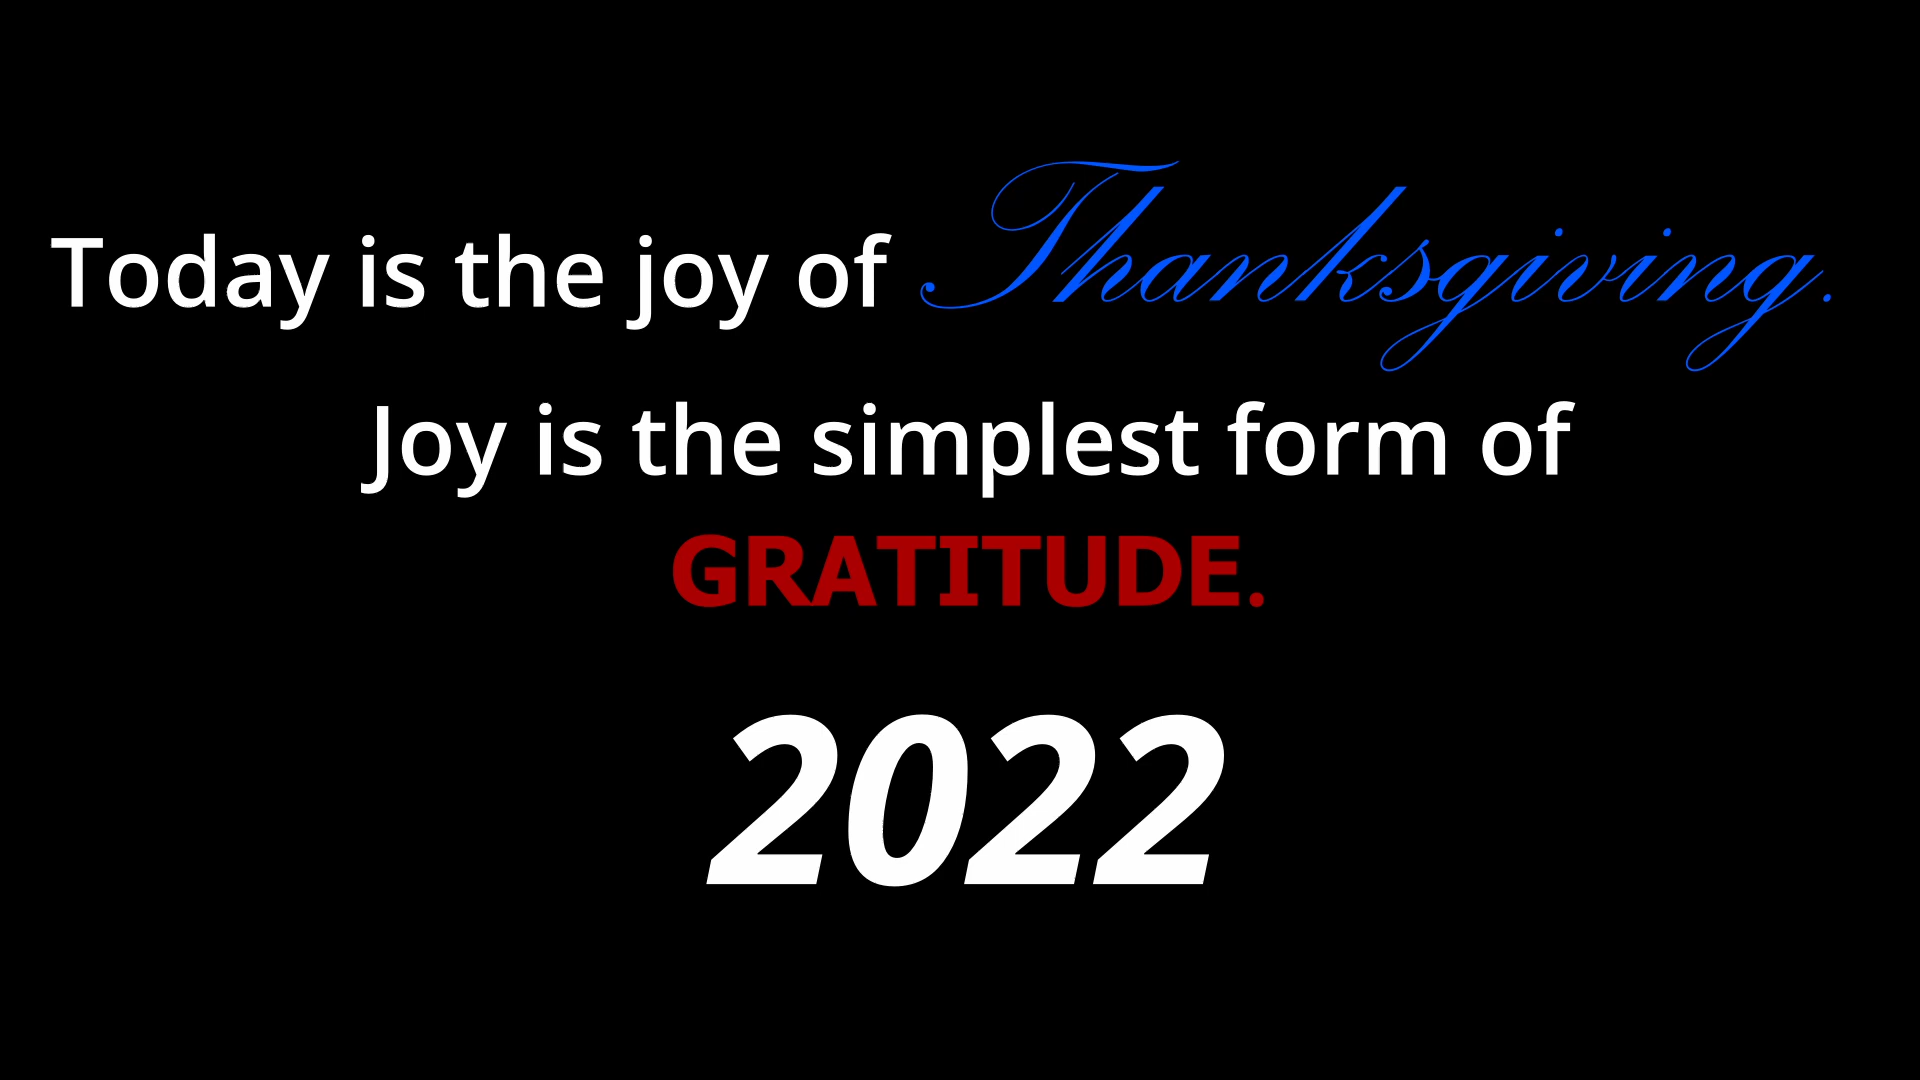 Today is the joy of Thanksgiving.
Joy is the simplest form of
GRATITUDE.
2022